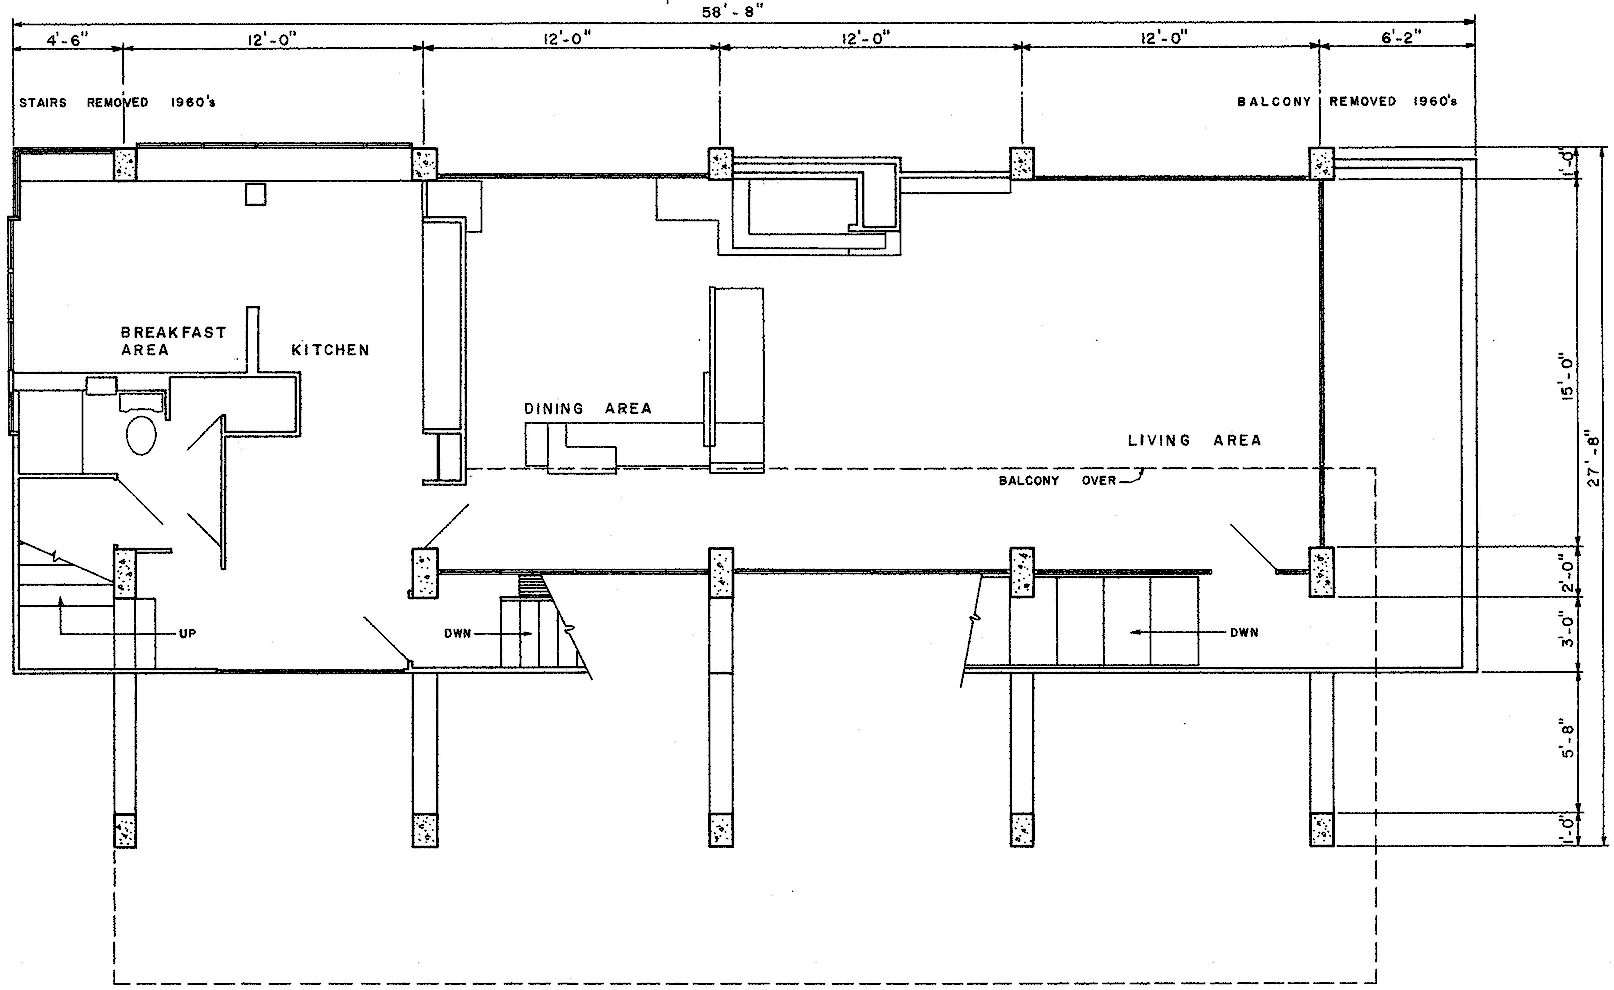 58'-8"
4'-6" 12'-0" 12'-0" 12'-0" 12'-0" 6'-2"
STAIRS REMOVED 1960's
BALCONY REMOVED 1960's
1'-0"
BREAKFAST
AREA
KITCHEN
15'-0"
DINING AREA
LIVING AREA
27'-8"
BALCONY OVER
2'-0"
UP
DWN
DWN
3'-0"
5'-8"
1'-0"